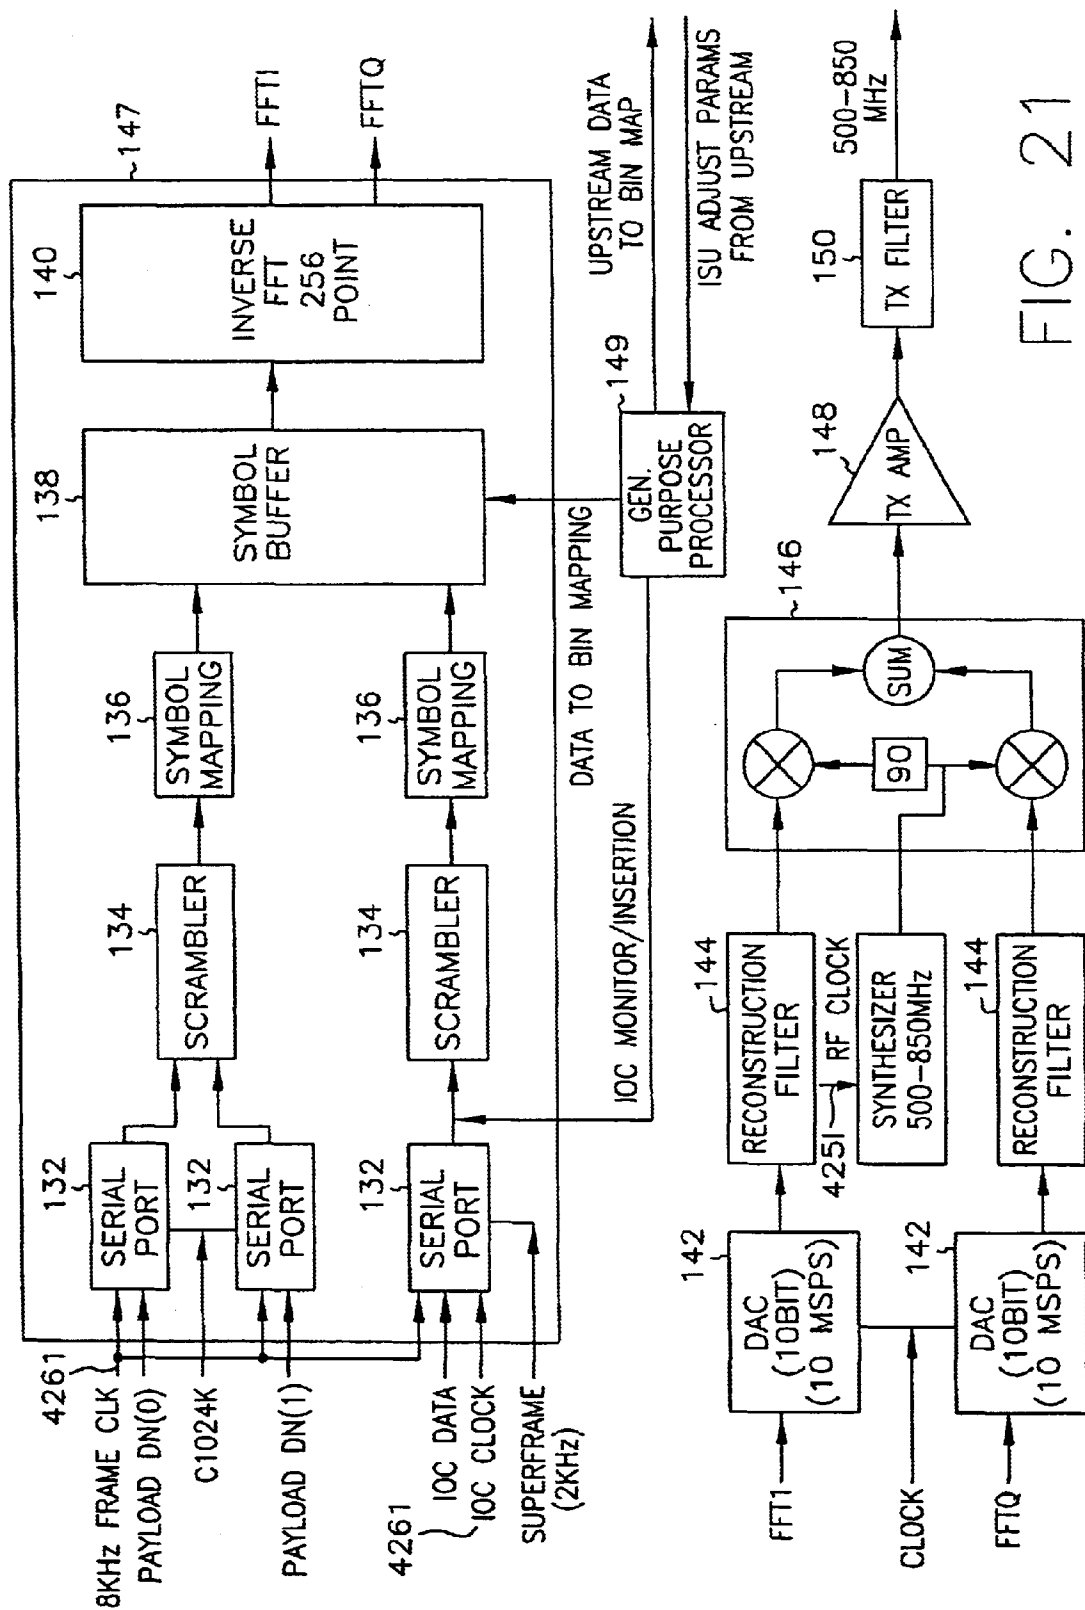 8KHz FRAME CLK
4261
PAYLOAD DN(0)
C1024K
PAYLOAD DN(1)
4261
IOC DATA
IOC CLOCK
SUPERFRAME
(2KHz)
132
SERIAL
PORT
132
SERIAL
PORT
132
SERIAL
PORT
134
SCRAMBLER
134
SCRAMBLER
136
SYMBOL
MAPPING
136
SYMBOL
MAPPING
138
SYMBOL
BUFFER
140
INVERSE
FFT
256
POINT
147
FFTI
FFTQ
IOC MONITOR/INSERTION
DATA TO BIN MAPPING
149
GEN.
PURPOSE
PROCESSOR
UPSTREAM DATA
TO BIN MAP
ISU ADJUST PARAMS
FROM UPSTREAM
FFT1
CLOCK
FFTQ
142
DAC
(10BIT)
(10 MSPS)
142
DAC
(10BIT)
(10 MSPS)
144
RECONSTRUCTION
FILTER
4251
RF CLOCK
SYNTHESIZER
500-850MHz
144
RECONSTRUCTION
FILTER
146
90
SUM
148
TX AMP
150
TX FILTER
500-850
MHz
FIG. 21